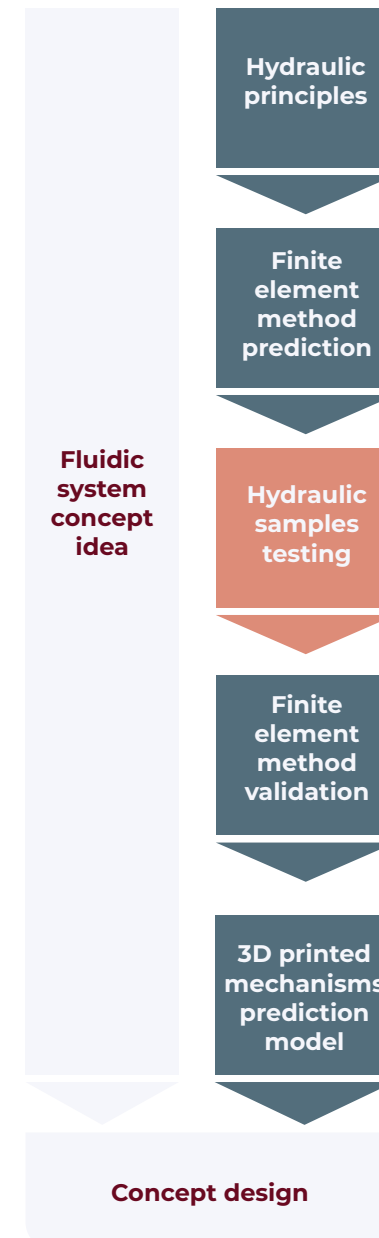 Hydraulic
principles
Finite
element
method
prediction
Fluidic
system
concept
idea
Hydraulic
samples
testing
Finite
element
method
validation
3D printed
mechanisms
prediction
model
Concept design